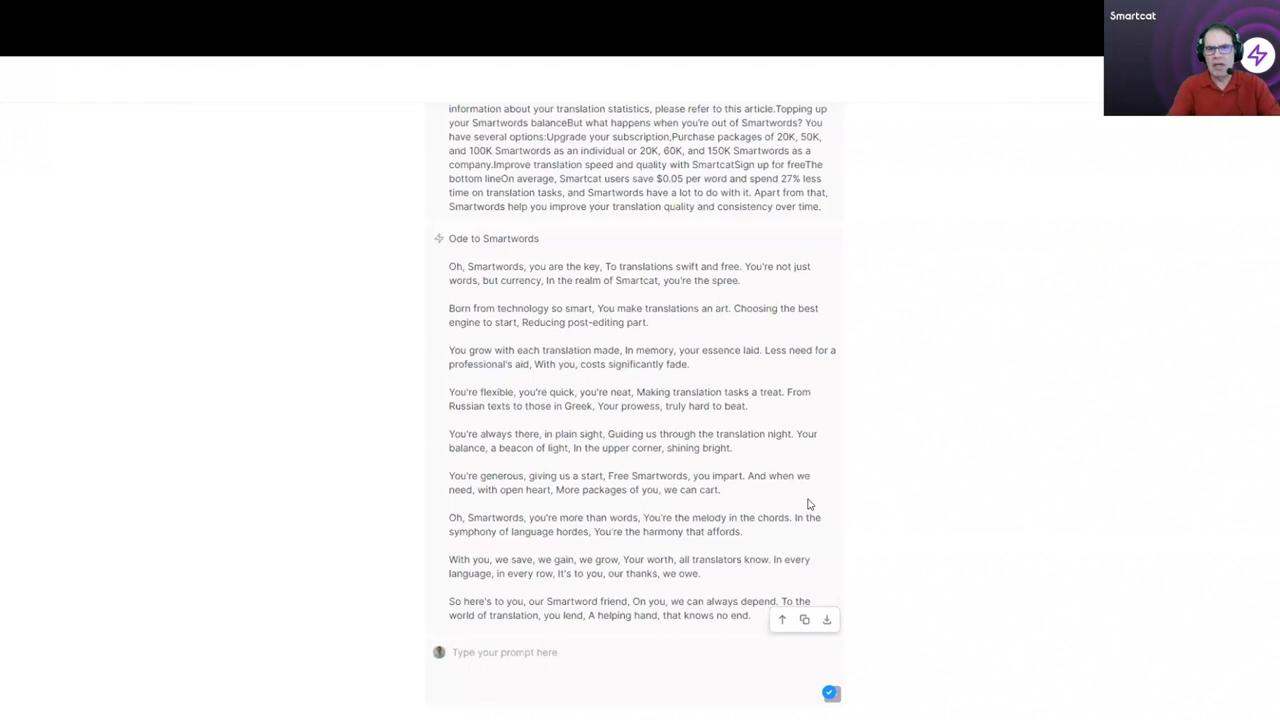 Smartcat
information about your translation statistics, please refer to this article.Topping up
your Smartwords balanceBut what happens when you're out of Smartwords? You
have several options:Upgrade your subscription,Purchase packages of 20K, 50K,
and 100K Smartwords as an individual or 20K, 60K, and 150K Smartwords as a
company.Improve translation speed and quality with SmartcatSign up for freeThe
bottom lineOn average, Smartcat users save $0.05 per word and spend 27% less
time on translation tasks, and Smartwords have a lot to do with it. Apart from that,
Smartwords help you improve your translation quality and consistency over time.
Ode to Smartwords
Oh, Smartwords, you are the key, To translations swift and free. You're not just
words, but currency, In the realm of Smartcat, you're the spree.
Born from technology so smart, You make translations an art. Choosing the best
engine to start, Reducing post-editing part.
You grow with each translation made, In memory, your essence laid. Less need for a
professional's aid, With you, costs significantly fade.
You're flexible, you're quick, you're neat, Making translation tasks a treat. From
Russian texts to those in Greek, Your prowess, truly hard to beat.
You're always there, in plain sight, Guiding us through the translation night. Your
balance, a beacon of light, In the upper corner, shining bright.
You're generous, giving us a start, Free Smartwords, you impart. And when we
need, with open heart, More packages of you, we can cart.
Oh, Smartwords, you're more than words, You're the melody in the chords. In the
symphony of language hordes, You're the harmony that affords.
With you, we save, we gain, we grow, Your worth, all translators know. In every
language, in every row, It's to you, our thanks, we owe.
So here's to you, our Smartword friend, On you, we can always depend. To the
world of translation, you lend, A helping hand, that knows no end.
Type your prompt here